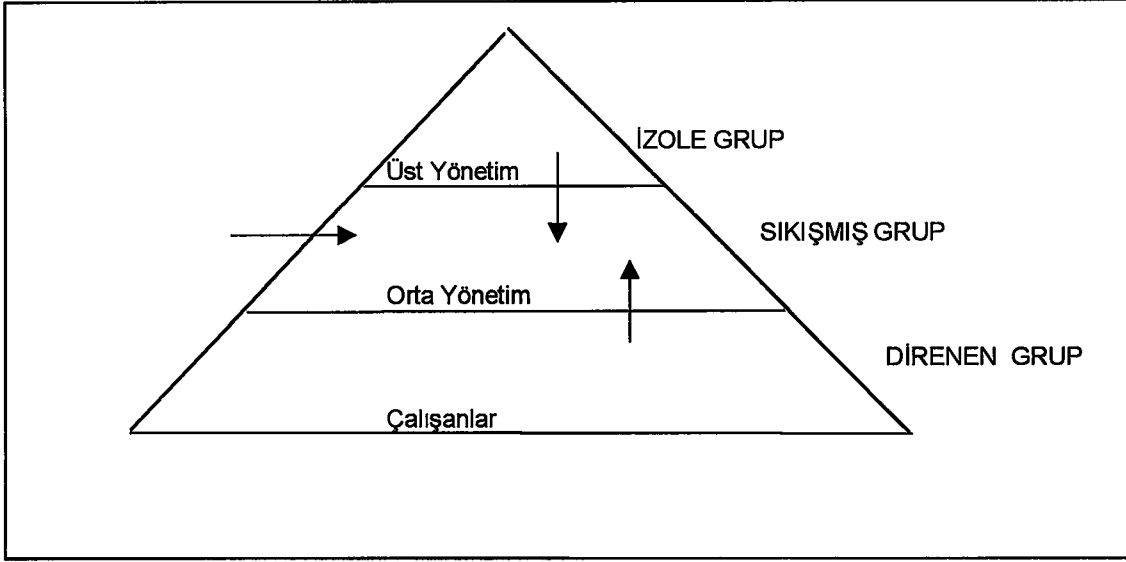 İZOLE GRUP
Üst Yönetim
SIKIŞMIŞ GRUP
Orta Yönetim
DİRENEN GRUP
Çalışanlar